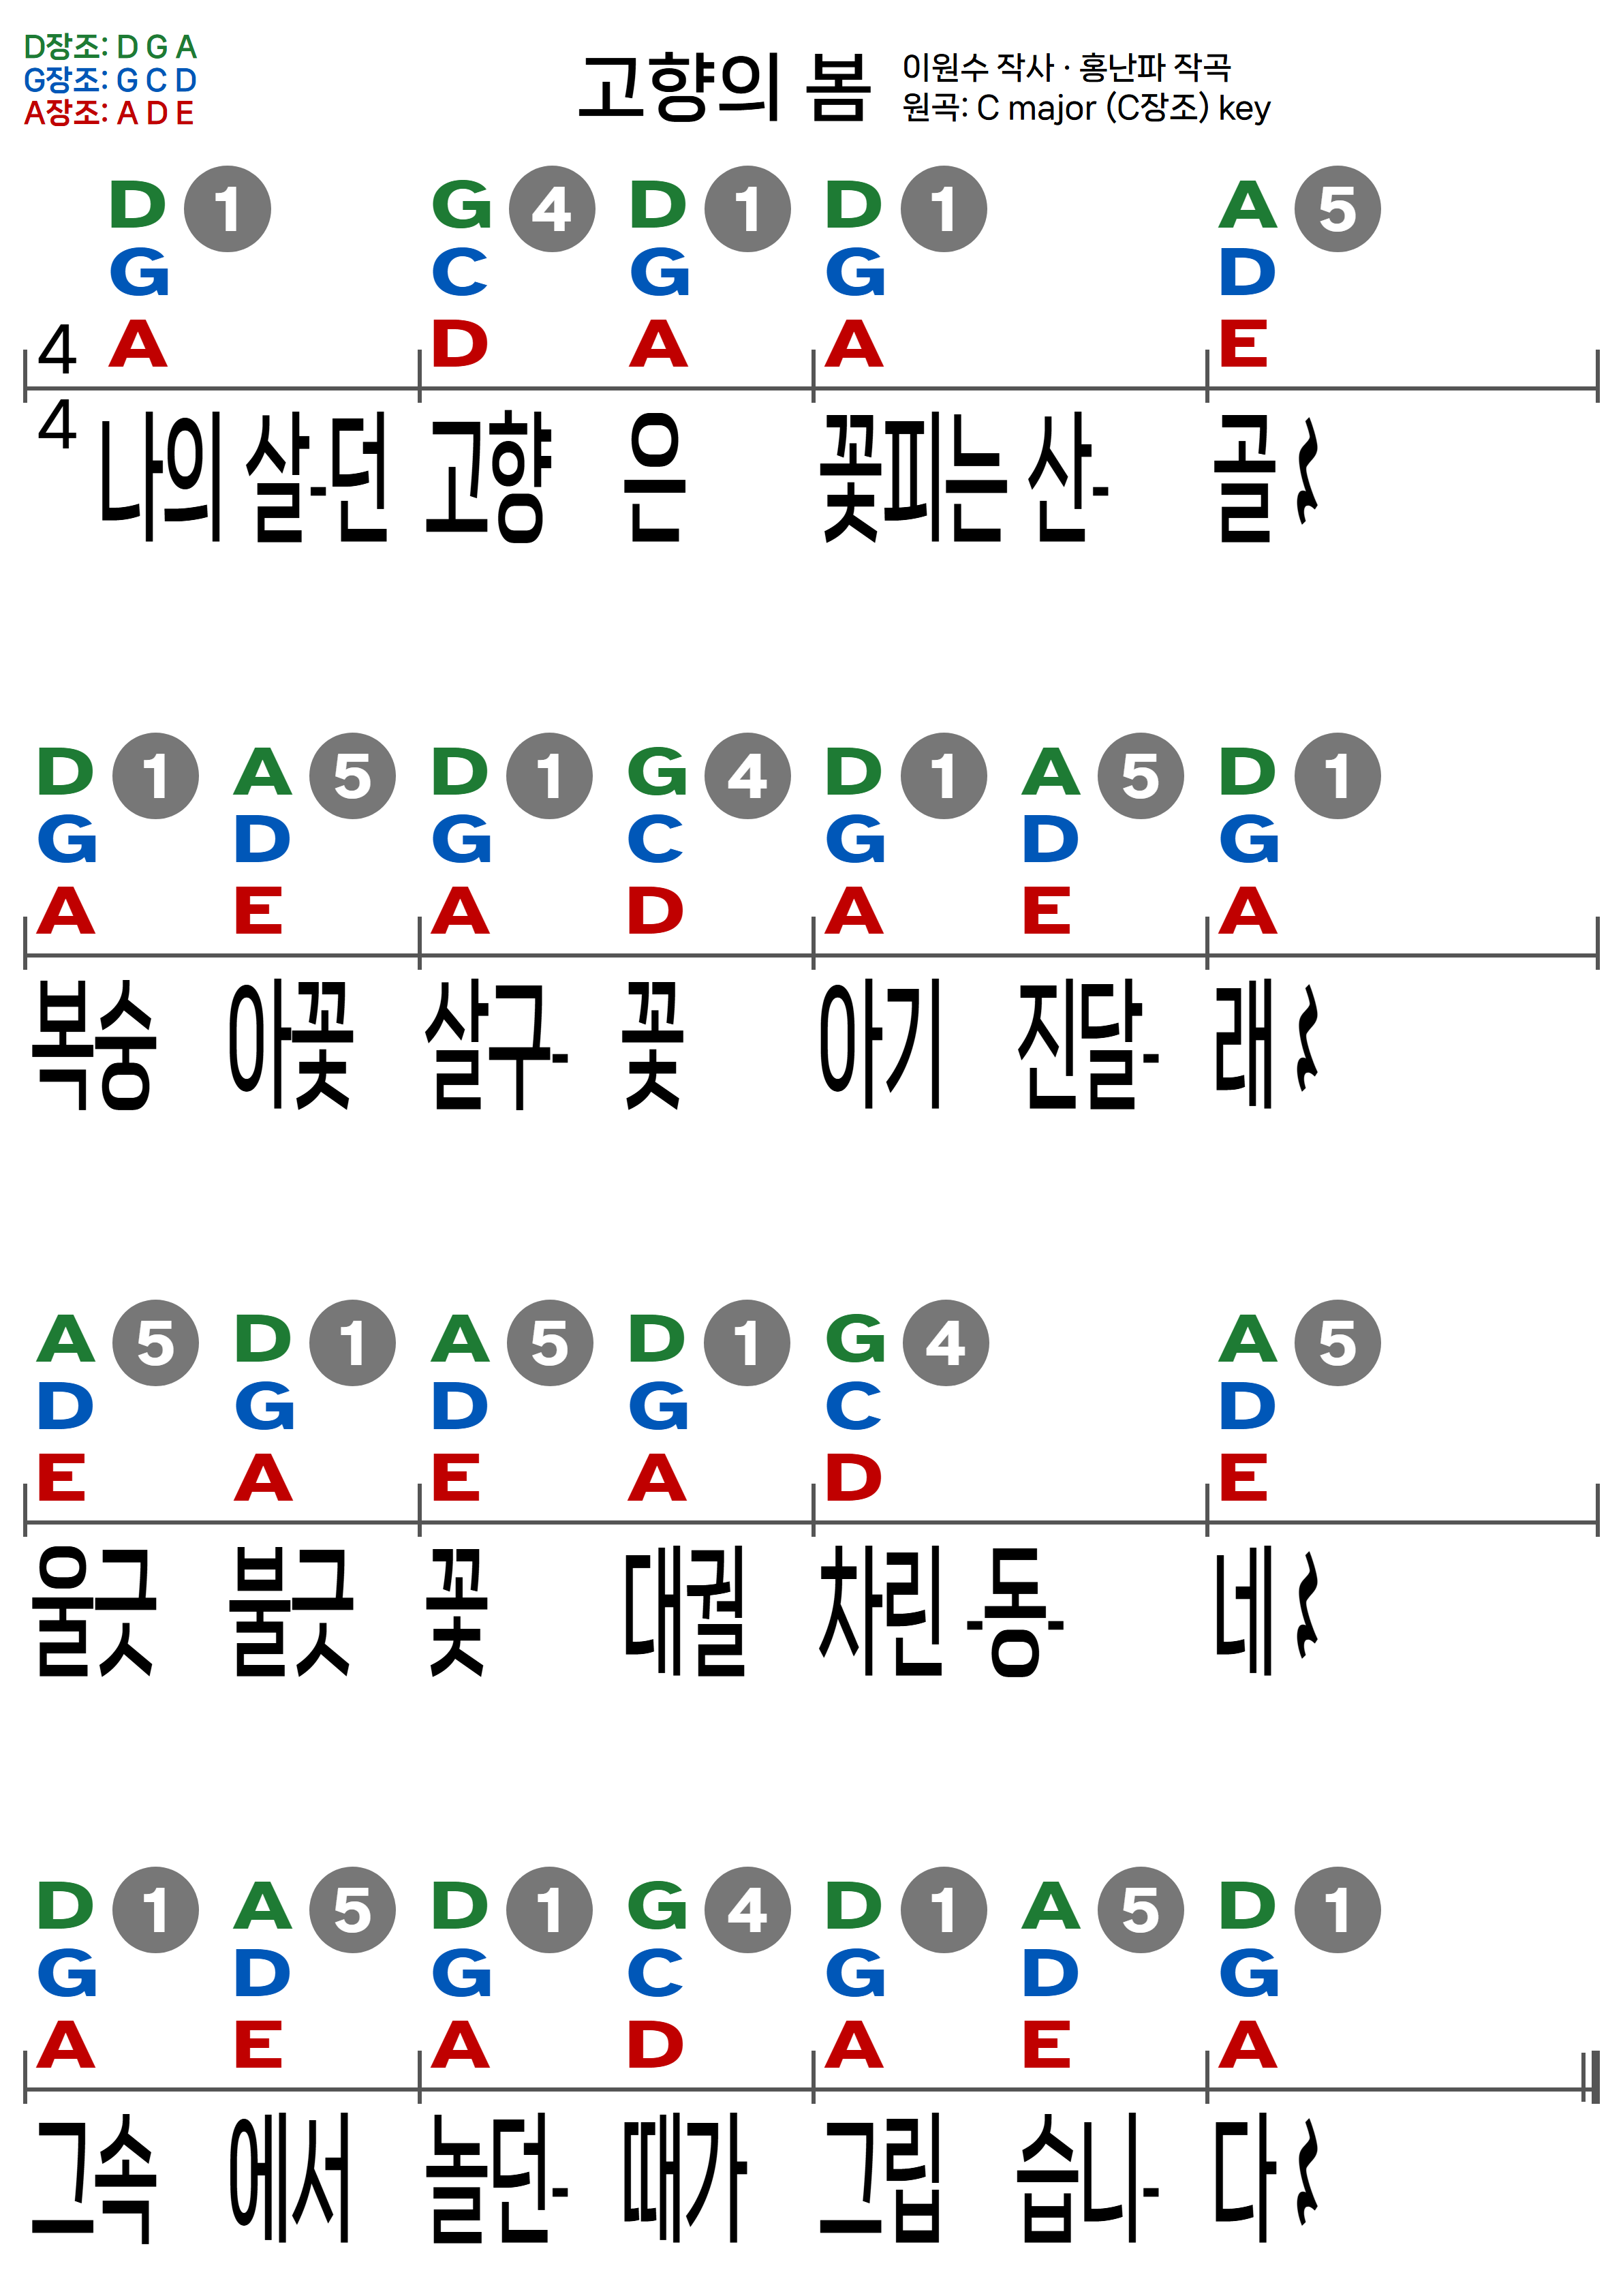 D장조: D G A
G장조: G C D
A장조: A D E
고향의 봄
이원수 작사 · 홍난파 작곡
원곡: C major (C장조) key
D 1 G 4 D 1 D 1 A 5
G C G G D
A D A A E
4
4
나의 살-던 고향 은 꽃피는 산- 골
D 1 A 5 D 1 G 4 D 1 A 5 D 1
G D G C G D G
A E A D A E A
복숭 아꽃 살구- 꽃 아기 진달- 래
A 5 D 1 A 5 D 1 G 4 A 5
D G D G C D
E A E A D E
울긋 불긋 꽃 대궐 차린 -동- 네
D 1 A 5 D 1 G 4 D 1 A 5 D 1
G D G C G D G
A E A D A E A
그속 에서 놀던- 때가 그립 습니- 다